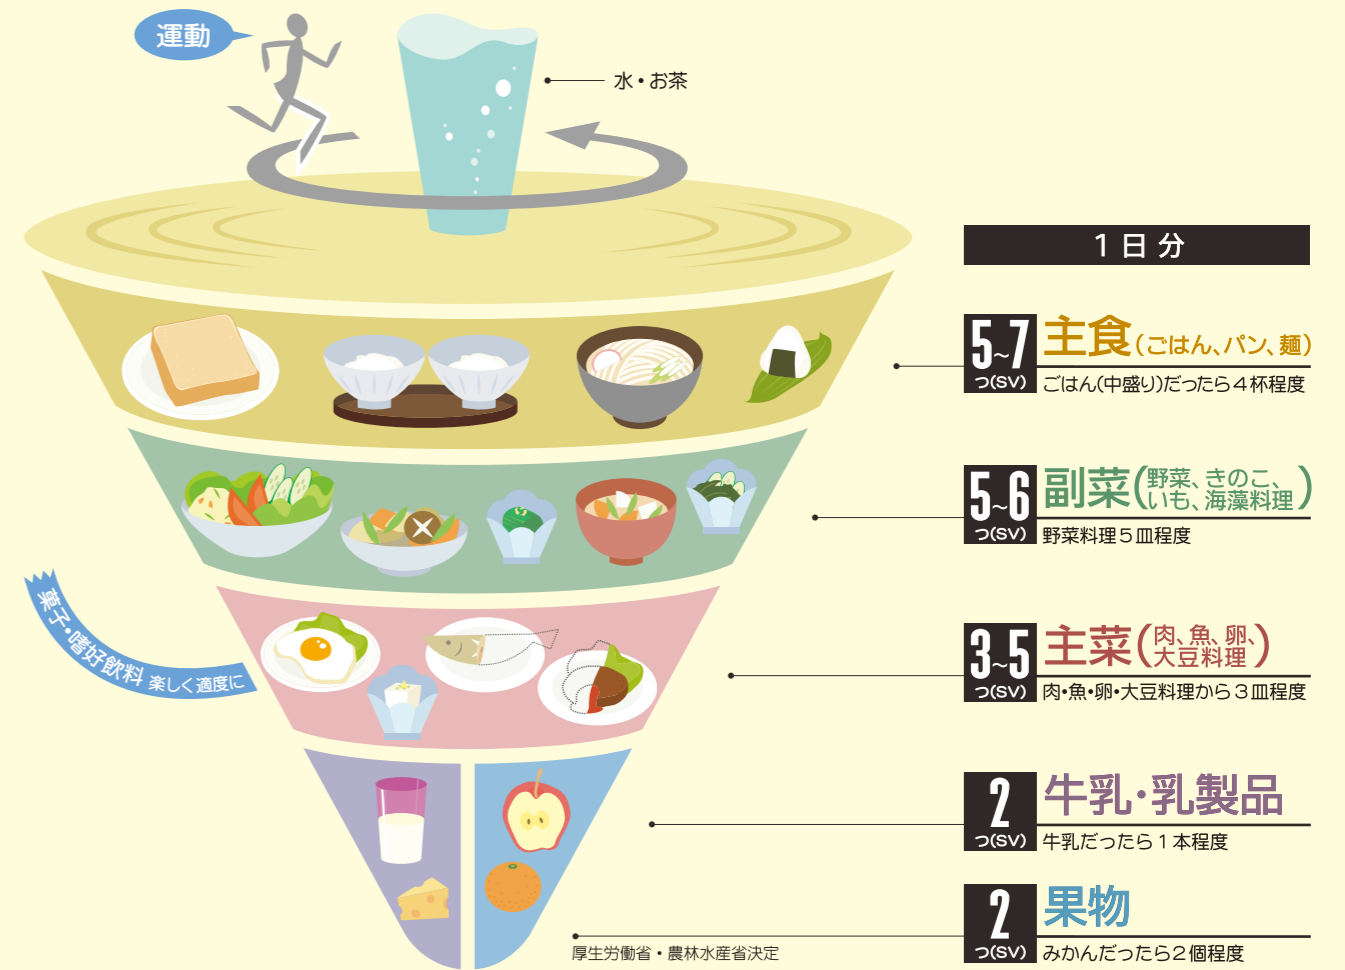 運動
水・お茶
1日分
5~7
つ(SV)
主食(ごはん、パン、麺)
ごはん(中盛り)だったら4杯程度
5~6
つ(SV)
副菜(野菜、きのこ、
いも、海藻料理)
野菜料理5皿程度
菓子・嗜好飲料 楽しく適度に
3~5
つ(SV)
主菜(肉、魚、卵、
大豆料理)
肉・魚・卵・大豆料理から3皿程度
2
つ(SV)
牛乳・乳製品
牛乳だったら1本程度
2
つ(SV)
果物
みかんだったら2個程度
厚生労働省・農林水産省決定